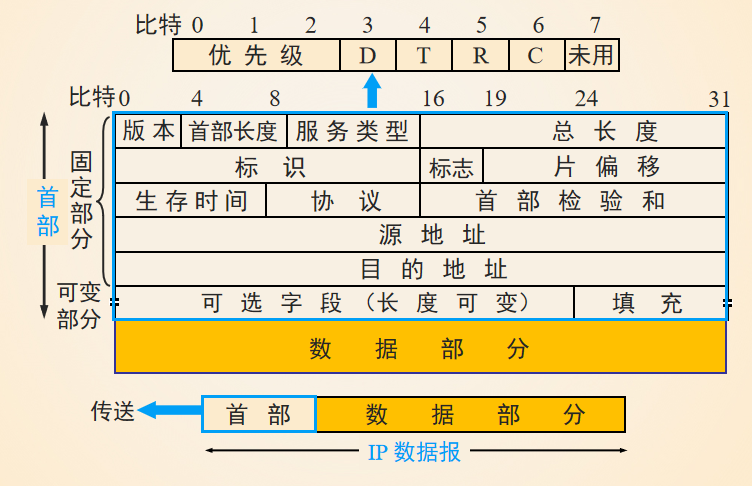 比特 0 1 2 3 4 5 6 7
优先级 D T R C 未用
比特0 4 8 16 19 24 31
版本 首部长度 服务类型 总长度
标识 标志 片偏移
生存时间 协议 首部检验和
源地址
目的地址
可选字段（长度可变） 填充
数据部分
首部
固定部分
可变
部分
传送 首部 数据部分
IP 数据报